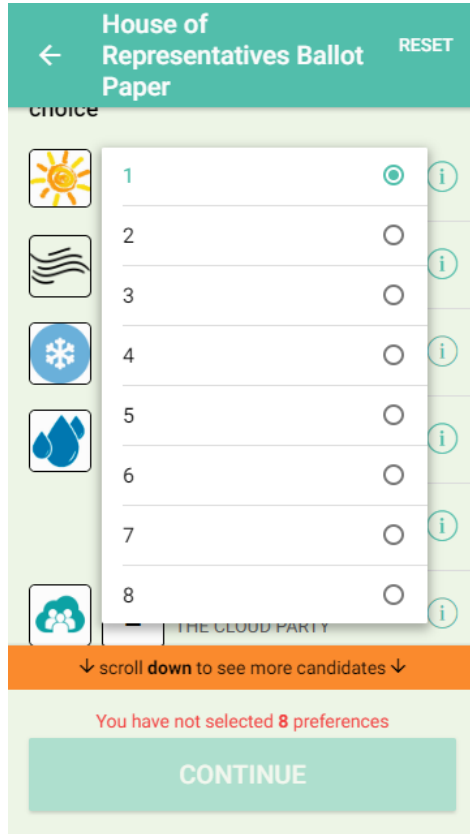 House of
Representatives Ballot
Paper
RESET
choice
1
i
2
i
3
4
i
5
i
6
7
i
8
i
THE CLOUD PARTY
↓ scroll down to see more candidates ↓
You have not selected 8 preferences
CONTINUE